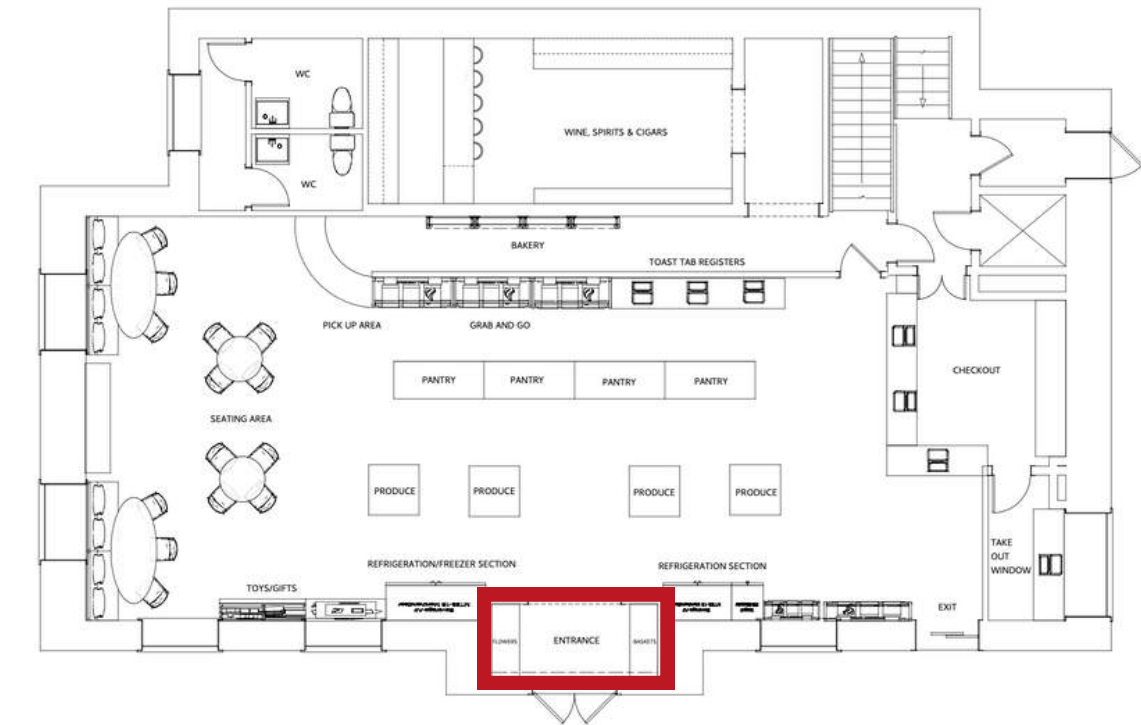 WC
WINE, SPIRITS & CIGARS
WC
BAKERY
TOAST TAB REGISTERS
PICK UP AREA
GRAB AND GO
PANTRY
PANTRY
PANTRY
PANTRY
CHECKOUT
SEATING AREA
PRODUCE
PRODUCE
PRODUCE
PRODUCE
TAKE
OUT
WINDOW
REFRIGERATION/FREEZER SECTION
REFRIGERATION SECTION
TOYS/GIFTS
EXIT
FLOWERS
ENTRANCE
BASKETS